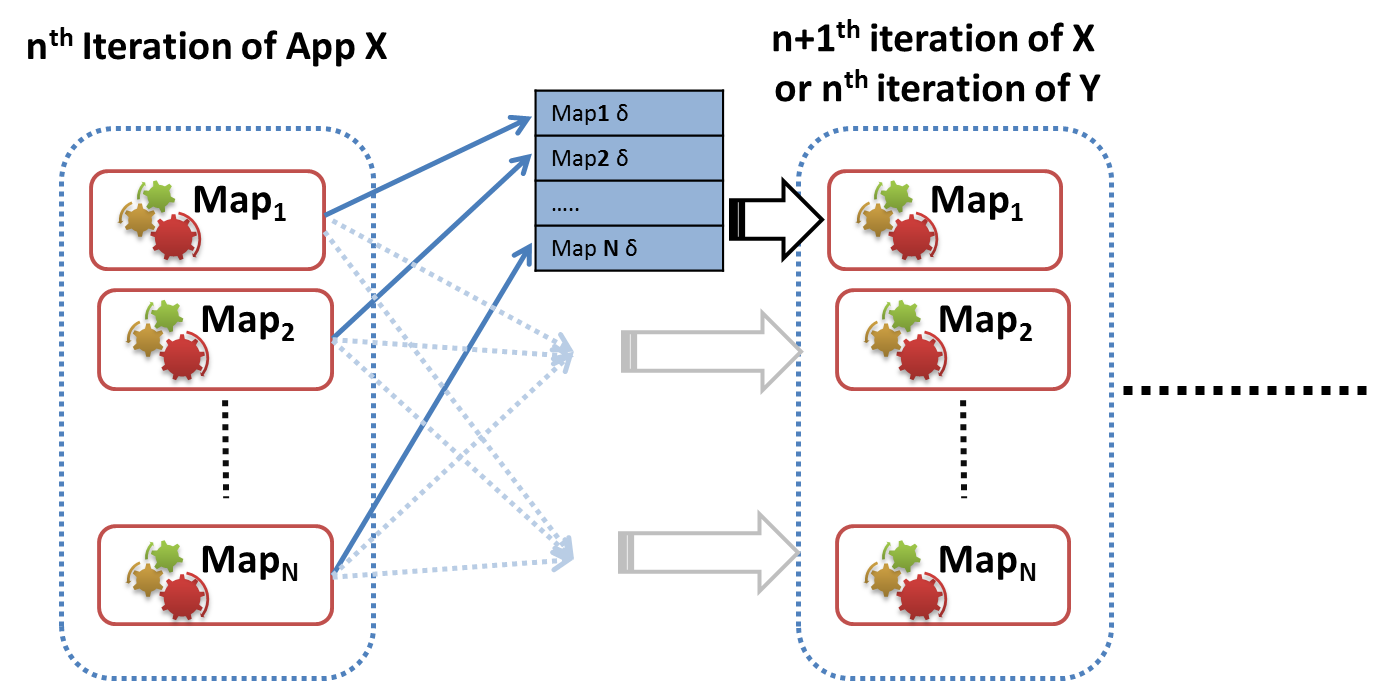 nth Iteration of App X
n+1th iteration of X
or nth iteration of Y
Map1 δ
Map2 δ
.....
Map N δ
Map1
Map2
MapN
Map1
Map2
MapN